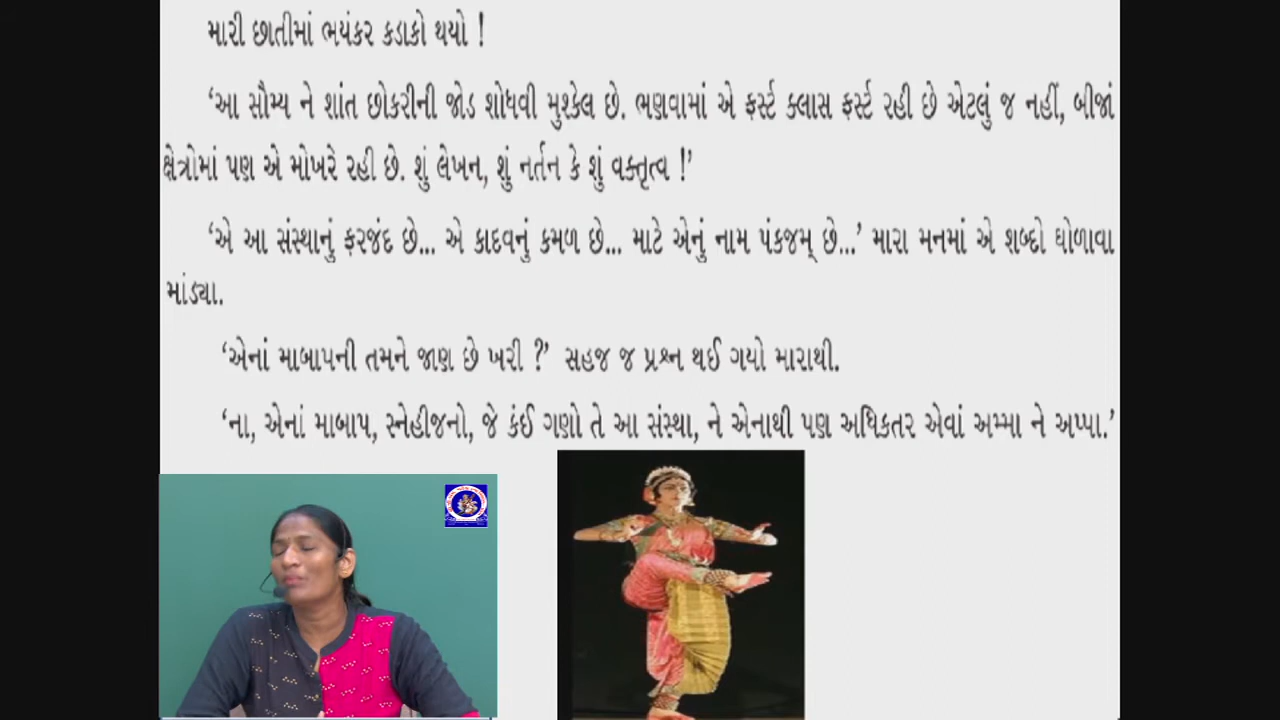 મારી છાતીમાં ભયંકર કડાકો થયો !
‘આ સૌમ્ય ને શાંત છોકરીની જોડ શોધવી મુશ્કેલ છે. ભણવામાં એ ફર્સ્ટ ક્લાસ ફર્સ્ટ રહી છે એટલું જ નહીં, બીજાં
ક્ષેત્રોમાં પણ એ મોખરે રહી છે. શું લેખન, શું નર્તન કે શું વક્તૃત્વ !’
‘એ આ સંસ્થાનું ફરજંદ છે... એ કાદવનું કમળ છે... માટે એનું નામ પંકજમ્ છે...’ મારા મનમાં એ શબ્દો ઘોળાવા
માંડ્યા.
‘એનાં માબાપની તમને જાણ છે ખરી ?’ સહજ જ પ્રશ્ન થઈ ગયો મારાથી.
‘ના, એનાં માબાપ, સ્નેહીજનો, જે કંઈ ગણો તે આ સંસ્થા, ને એનાથી પણ અધિકતર એવાં અમ્મા ને અપ્પા.’